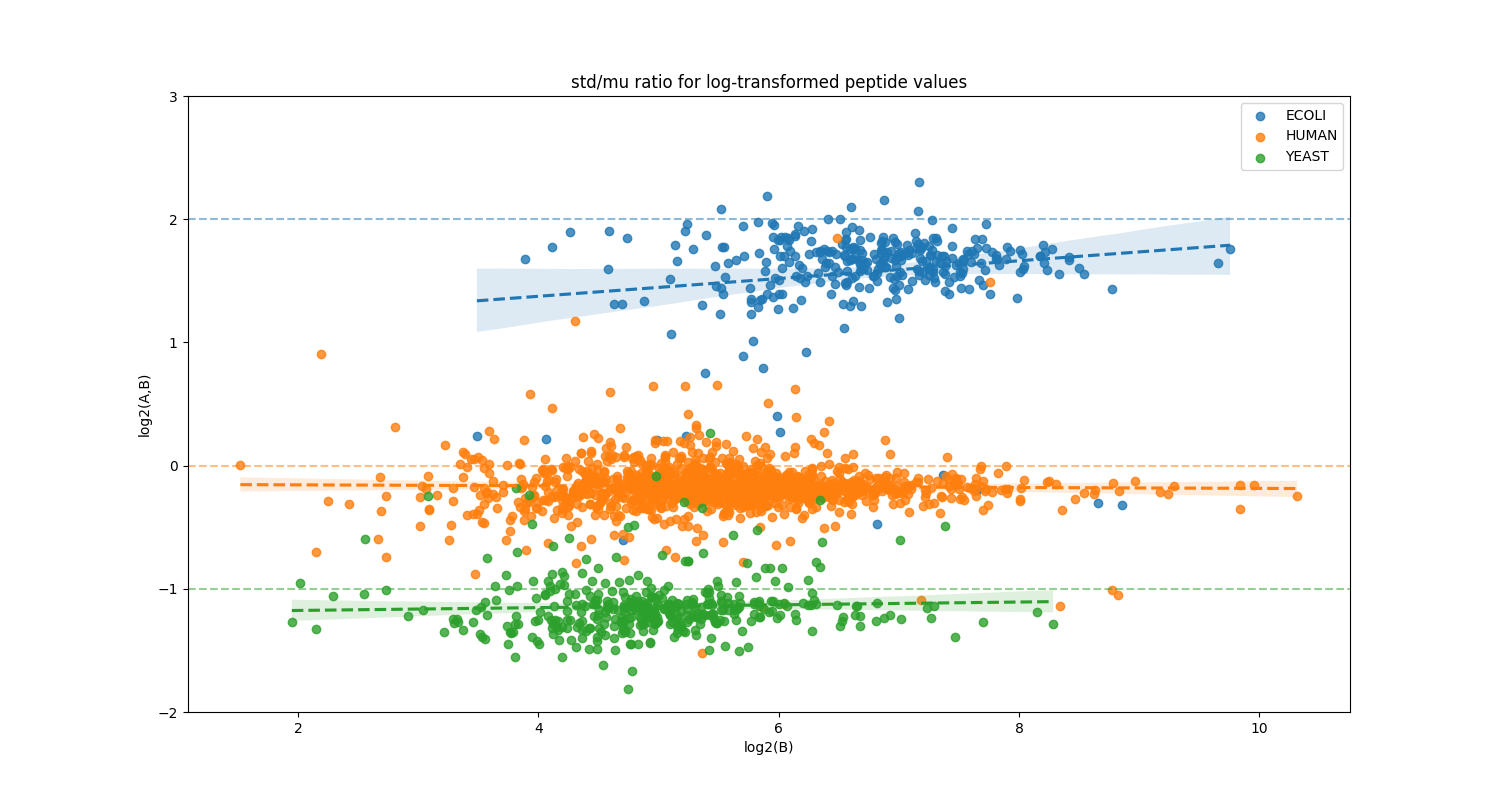 std/mu ratio for log-transformed peptide values
ECOLI
HUMAN
YEAST
3
2
1
0
−1
−2
log2(A,B)
2
4
6
8
10
log2(B)